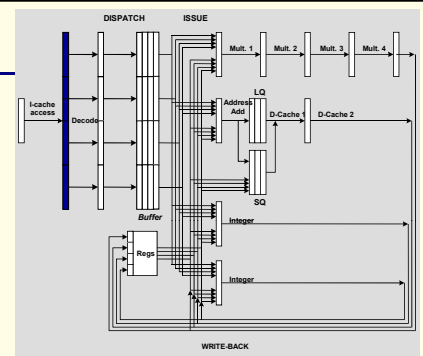 DISPATCH ISSUE
Mult. 1 Mult. 2 Mult. 3 Mult. 4
I-cache
access
Decode
Address
Add
LQ
D-Cache 1 D-Cache 2
SQ
Buffer
Integer
Regs
Integer
WRITE-BACK